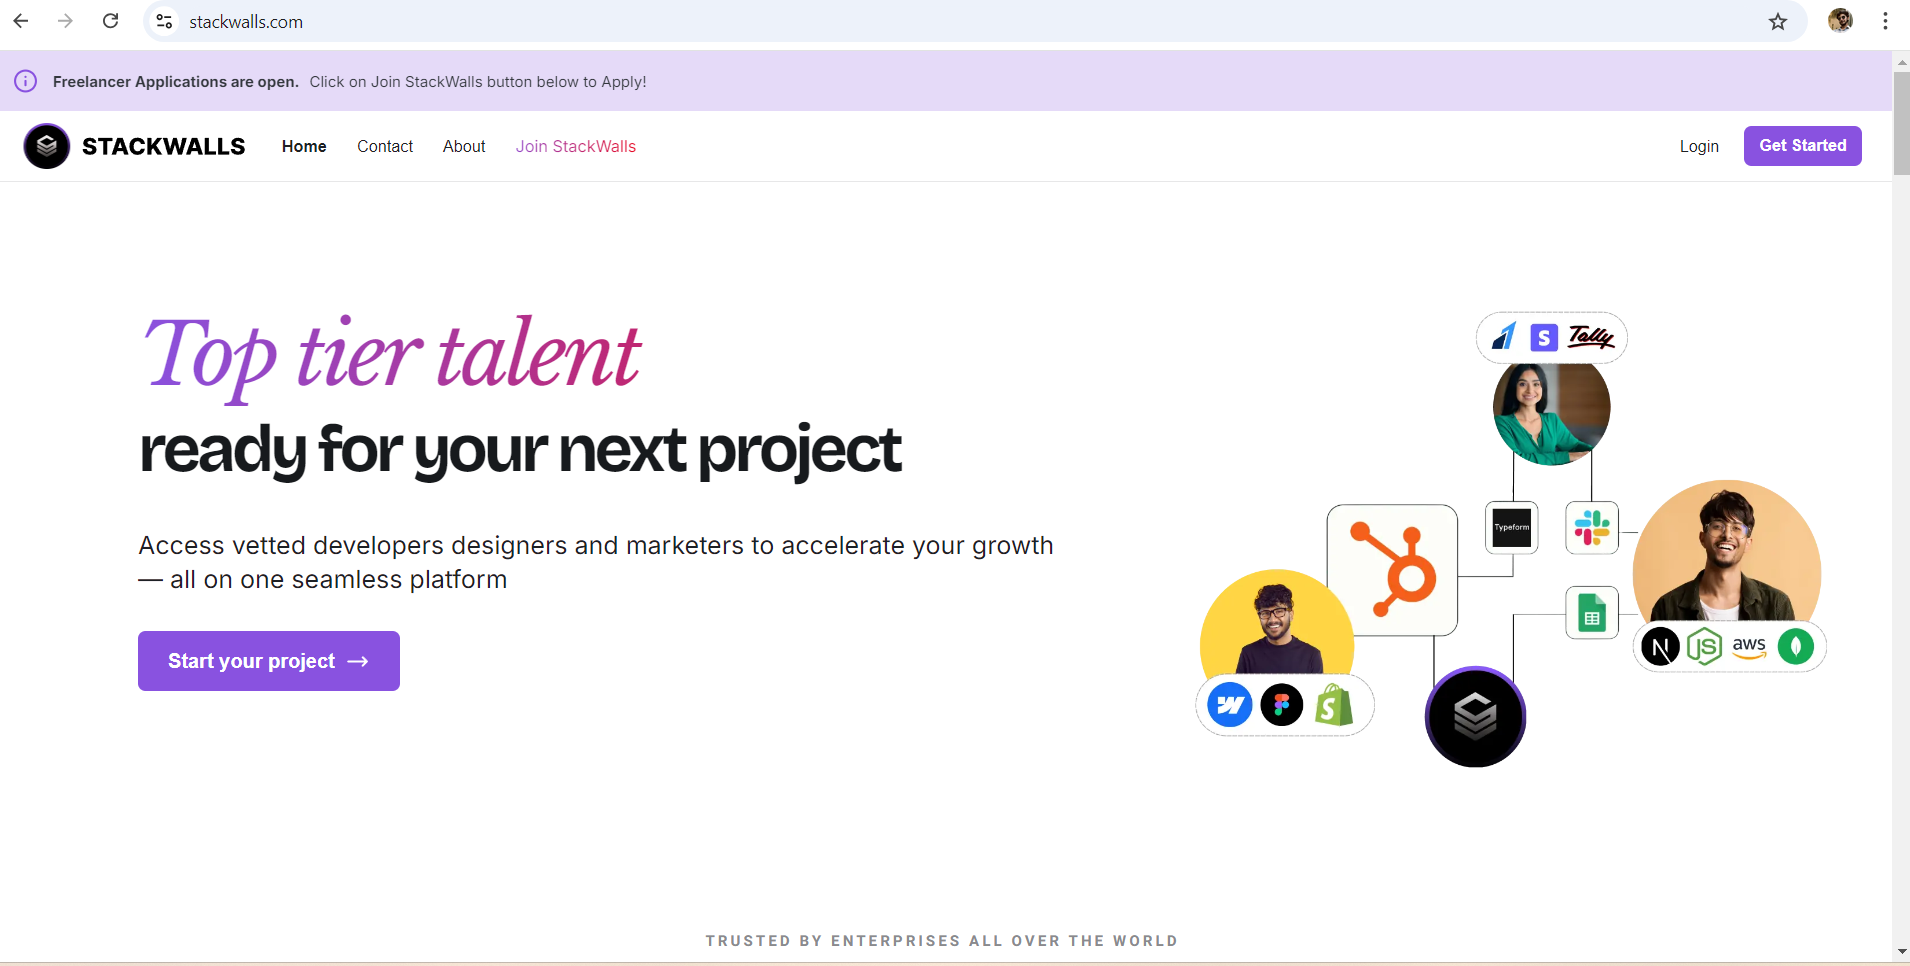 stackwalls.com
Freelancer Applications are open. Click on Join StackWalls button below to Apply!
STACKWALLS Home Contact About Join StackWalls Login Get Started
Top tier talent
ready for your next project
Access vetted developers designers and marketers to accelerate your growth
— all on one seamless platform
Start your project →
S Tally
Typeform
N JS aws
W S
TRUSTED BY ENTERPRISES ALL OVER THE WORLD